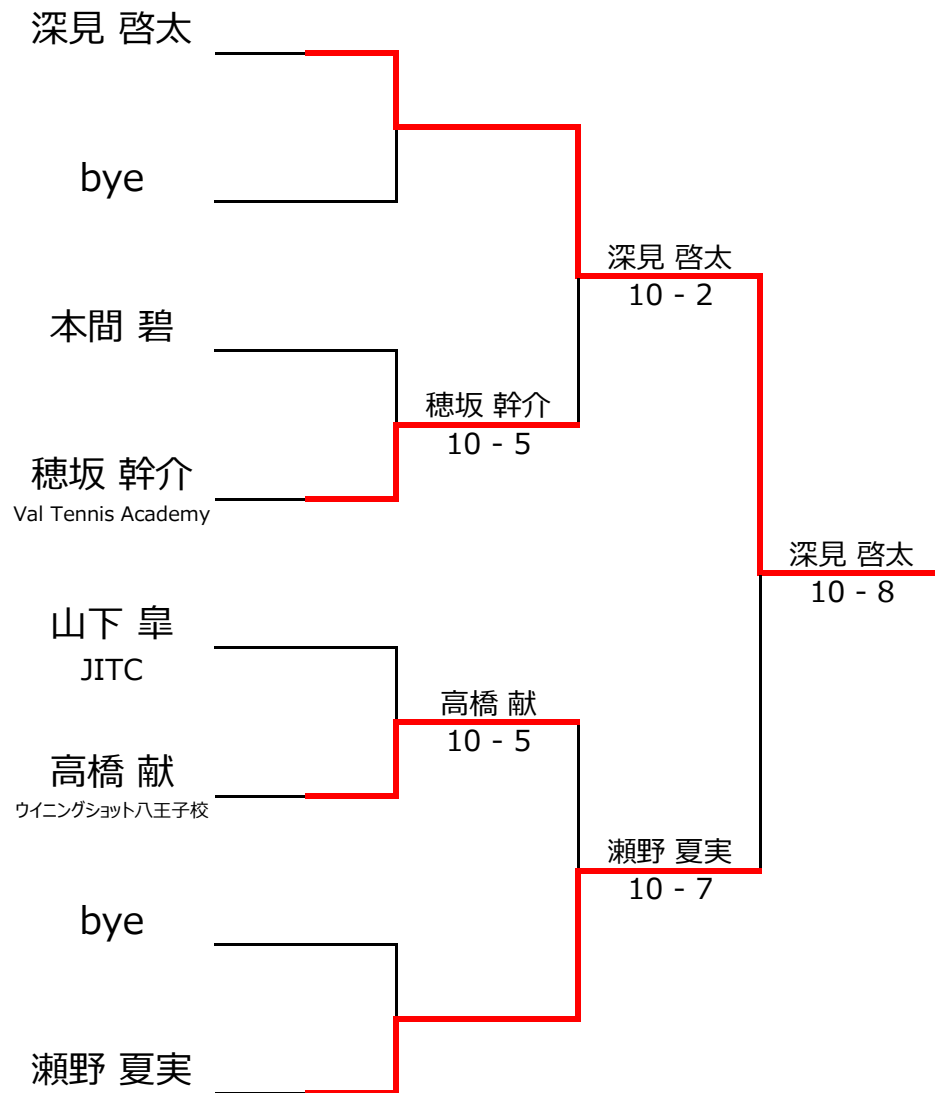 深見 啓太
bye
本間 碧
穂坂 幹介
Val Tennis Academy
山下 皐
JITC
高橋 献
ウイニングショット八王子校
bye
瀬野 夏実
穂坂 幹介
10 - 5
高橋 献
10 - 5
深見 啓太
10 - 2
瀬野 夏実
10 - 7
深見 啓太
10 - 8